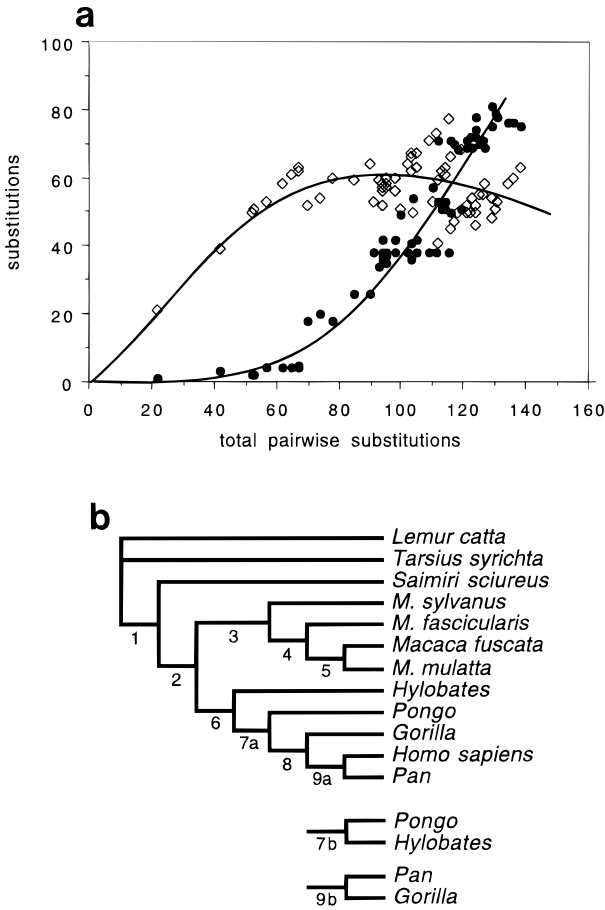 a
100
80
60
40
20
0
substitutions
0 20 40 60 80 100 120 140 160
total pairwise substitutions
b
Lemur catta
Tarsius syrichta
Saimiri sciureus
M. sylvanus
M. fascicularis
Macaca fuscata
M. mulatta
Hylobates
Pongo
Gorilla
Homo sapiens
Pan
1
2
3
4
5
6
7a
8
9a
Pongo
7b Hylobates
Pan
9b Gorilla